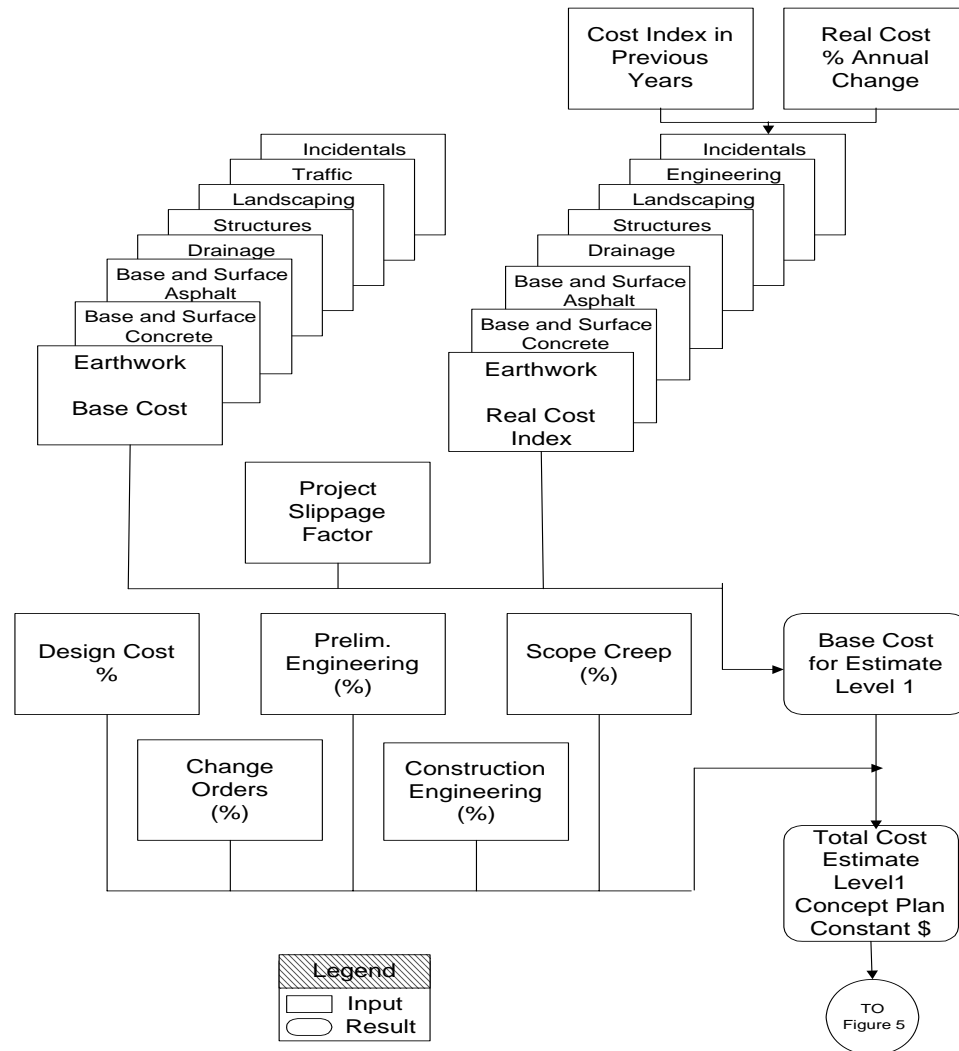 Cost Index in
Previous
Years
Real Cost
% Annual
Change
Incidentals
Traffic
Landscaping
Structures
Drainage
Base and Surface
Asphalt
Base and Surface
Concrete
Earthwork
Base Cost
Incidentals
Engineering
Landscaping
Structures
Drainage
Base and Surface
Asphalt
Base and Surface
Concrete
Earthwork
Real Cost
Index
Project
Slippage
Factor
Design Cost
%
Prelim.
Engineering
(%)
Scope Creep
(%)
Base Cost
for Estimate
Level 1
Change
Orders
(%)
Construction
Engineering
(%)
Total Cost
Estimate
Level1
Concept Plan
Constant $
Legend
Input
Result
TO
Figure 5